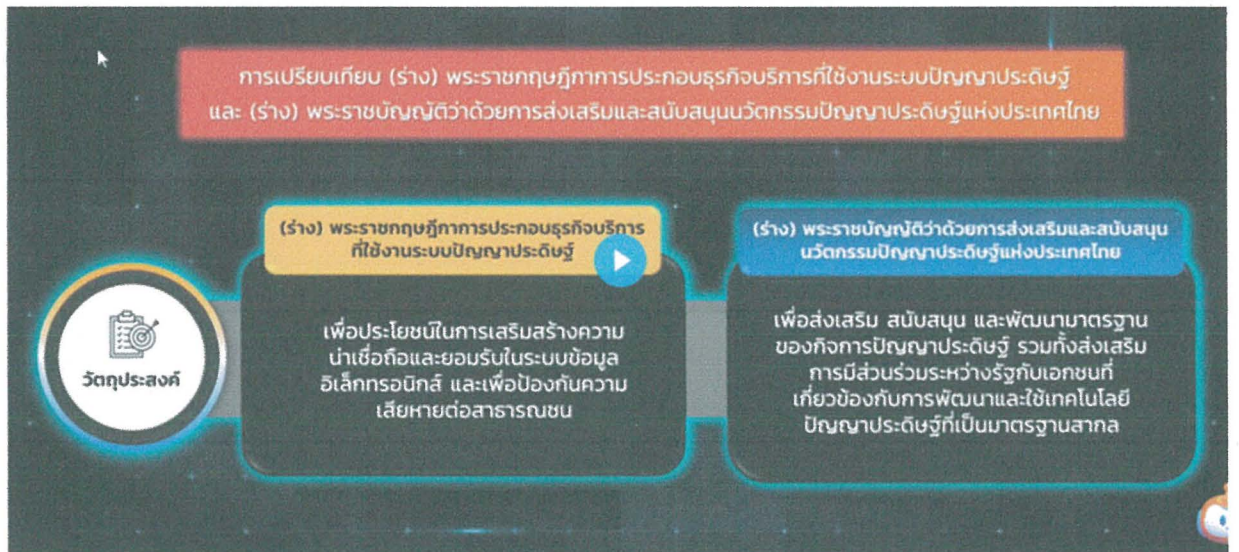 การเปรียบเทียบ (ร่าง) พระราชกฤษฎีกาการประกอบธุรกิจบริการที่ใช้งานระบบปัญญาประดิษฐ์
และ (ร่าง) พระราชบัญญัติว่าด้วยการส่งเสริมและสนับสนุนนวัตกรรมปัญญาประดิษฐ์แห่งประเทศไทย
วัตถุประสงค์
(ร่าง) พระราชกฤษฎีกาการประกอบธุรกิจบริการ
ที่ใช้งานระบบปัญญาประดิษฐ์
เพื่อประโยชน์ในการเสริมสร้างความ
น่าเชื่อถือและยอมรับในระบบข้อมูล
อิเล็กทรอนิกส์ และเพื่อป้องกันความ
เสียหายต่อสาธารณชน
(ร่าง) พระราชบัญญัติว่าด้วยการส่งเสริมและสนับสนุน
นวัตกรรมปัญญาประดิษฐ์แห่งประเทศไทย
เพื่อส่งเสริม สนับสนุน และพัฒนามาตรฐาน
ของกิจการปัญญาประดิษฐ์ รวมทั้งส่งเสริม
การมีส่วนร่วมระหว่างรัฐกับเอกชนที่
เกี่ยวข้องกับการพัฒนาและใช้เทคโนโลยี
ปัญญาประดิษฐ์ที่เป็นมาตรฐานสากล